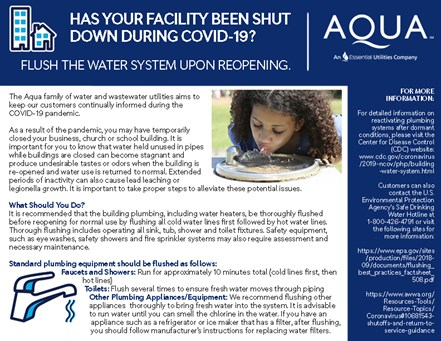 HAS YOUR FACILITY BEEN SHUT
DOWN DURING COVID-19?
FLUSH THE WATER SYSTEM UPON REOPENING.
AQUA™
An Essential Utilities Company
The Aqua family of water and wastewater utilities aims to
keep our customers continually informed during the
COVID-19 pandemic.
As a result of the pandemic, you may have temporarily
closed your business, church or school building. It is
important for you to know that water held unused in pipes
while buildings are closed can become stagnant and
produce undesirable tastes or odors when the building is
re-opened and water use is returned to normal. Extended
periods of inactivity can also cause lead leaching or
legionella growth. It is important to take proper steps to alleviate these potential issues.
What Should You Do?
It is recommended that the building plumbing, including water heaters, be thoroughly flushed
before reopening for normal use by flushing all cold water lines first followed by hot water lines.
Thorough flushing includes operating all sink, tub, shower and toilet fixtures. Safety equipment,
such as eye washes, safety showers and fire sprinkler systems may also require assessment and
necessary maintenance.
Standard plumbing equipment should be flushed as follows:
Faucets and Showers: Run for approximately 10 minutes total (cold lines first, then
hot lines)
Toilets: Flush several times to ensure fresh water moves through piping
Other Plumbing Appliances/Equipment: We recommend flushing other
appliances thoroughly to bring fresh water into the system. It is advisable
to run water until you can smell the chlorine in the water. If you have an
appliance such as a refrigerator or ice maker that has a filter, after flushing,
you should follow manufacturer's instructions for replacing water filters.
FOR MORE
INFORMATION:
For detailed information on
reactivating plumbing
systems after dormant
conditions, please visit the
Center for Disease Control
(CDC) website:
www.cdc.gov/coronavirus
/2019-ncov/php/building
-water-system.html
Customers can also
contact the U.S.
Environmental Protection
Agency's Safe Drinking
Water Hotline at
1-800-426-4791 or visit
the following sites for
more information:
https://www.epa.gov/sites
/production/files/2018-
09/documents/flushing_
best_practices_factsheet_
508.pdf
https://www.awwa.org/
Resources-Tools/
Resource-Topics/
Coronavirus#10681543-
shutoffs-and-return-to
-service-guidance